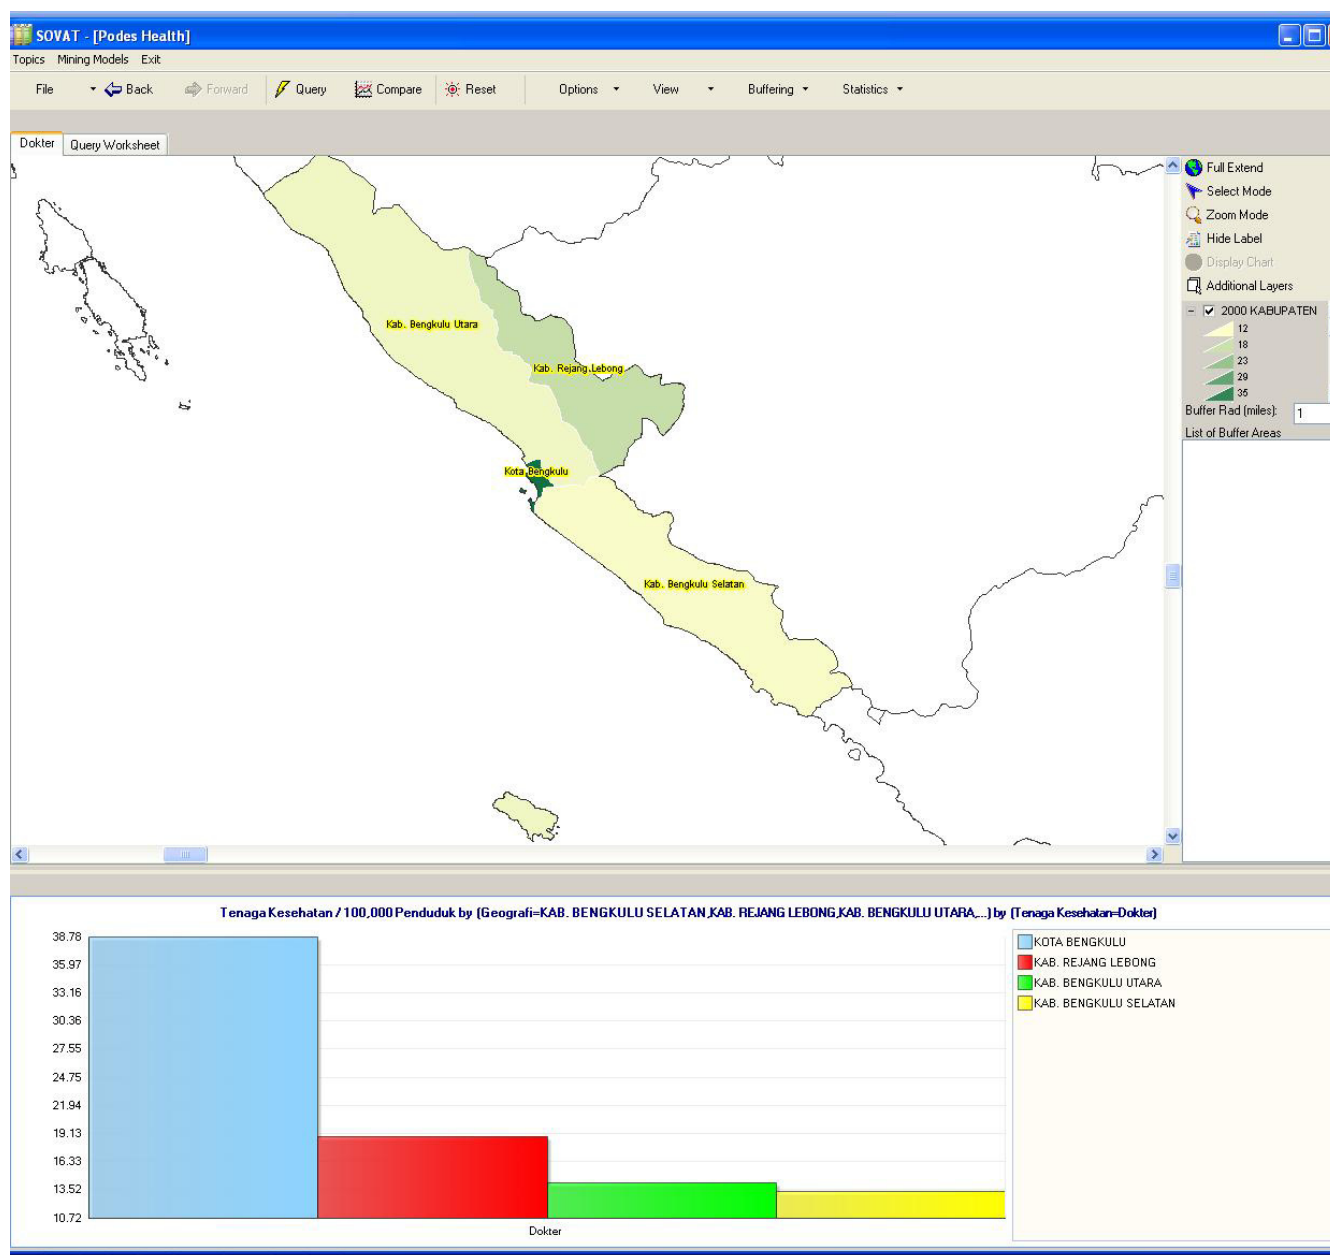 SOVAT - [Podes Health]
Topics Mining Models Exit
File Back Forward Query Compare Reset Options View Buffering Statistics
Dokter Query Worksheet
Full Extend
Select Mode
Zoom Mode
Hide Label
Display Chart
Additional Layers
2000 KABUPATEN
12
18
23
29
35
Buffer Rad (miles): 1
List of Buffer Areas
Kab. Bengkulu Utara
Kab. Rejang Lebong
Kota Bengkulu
Kab. Bengkulu Selatan
Tenaga Kesehatan / 100,000 Penduduk by (Geografi=KAB. BENGKULU SELATAN,KAB. REJANG LEBONG,KAB. BENGKULU UTARA,...) by (Tenaga Kesehatan=Dokter)
38.78
35.97
33.16
30.36
27.55
24.75
21.94
19.13
16.33
13.52
10.72
Dokter
KOTA BENGKULU
KAB. REJANG LEBONG
KAB. BENGKULU UTARA
KAB. BENGKULU SELATAN